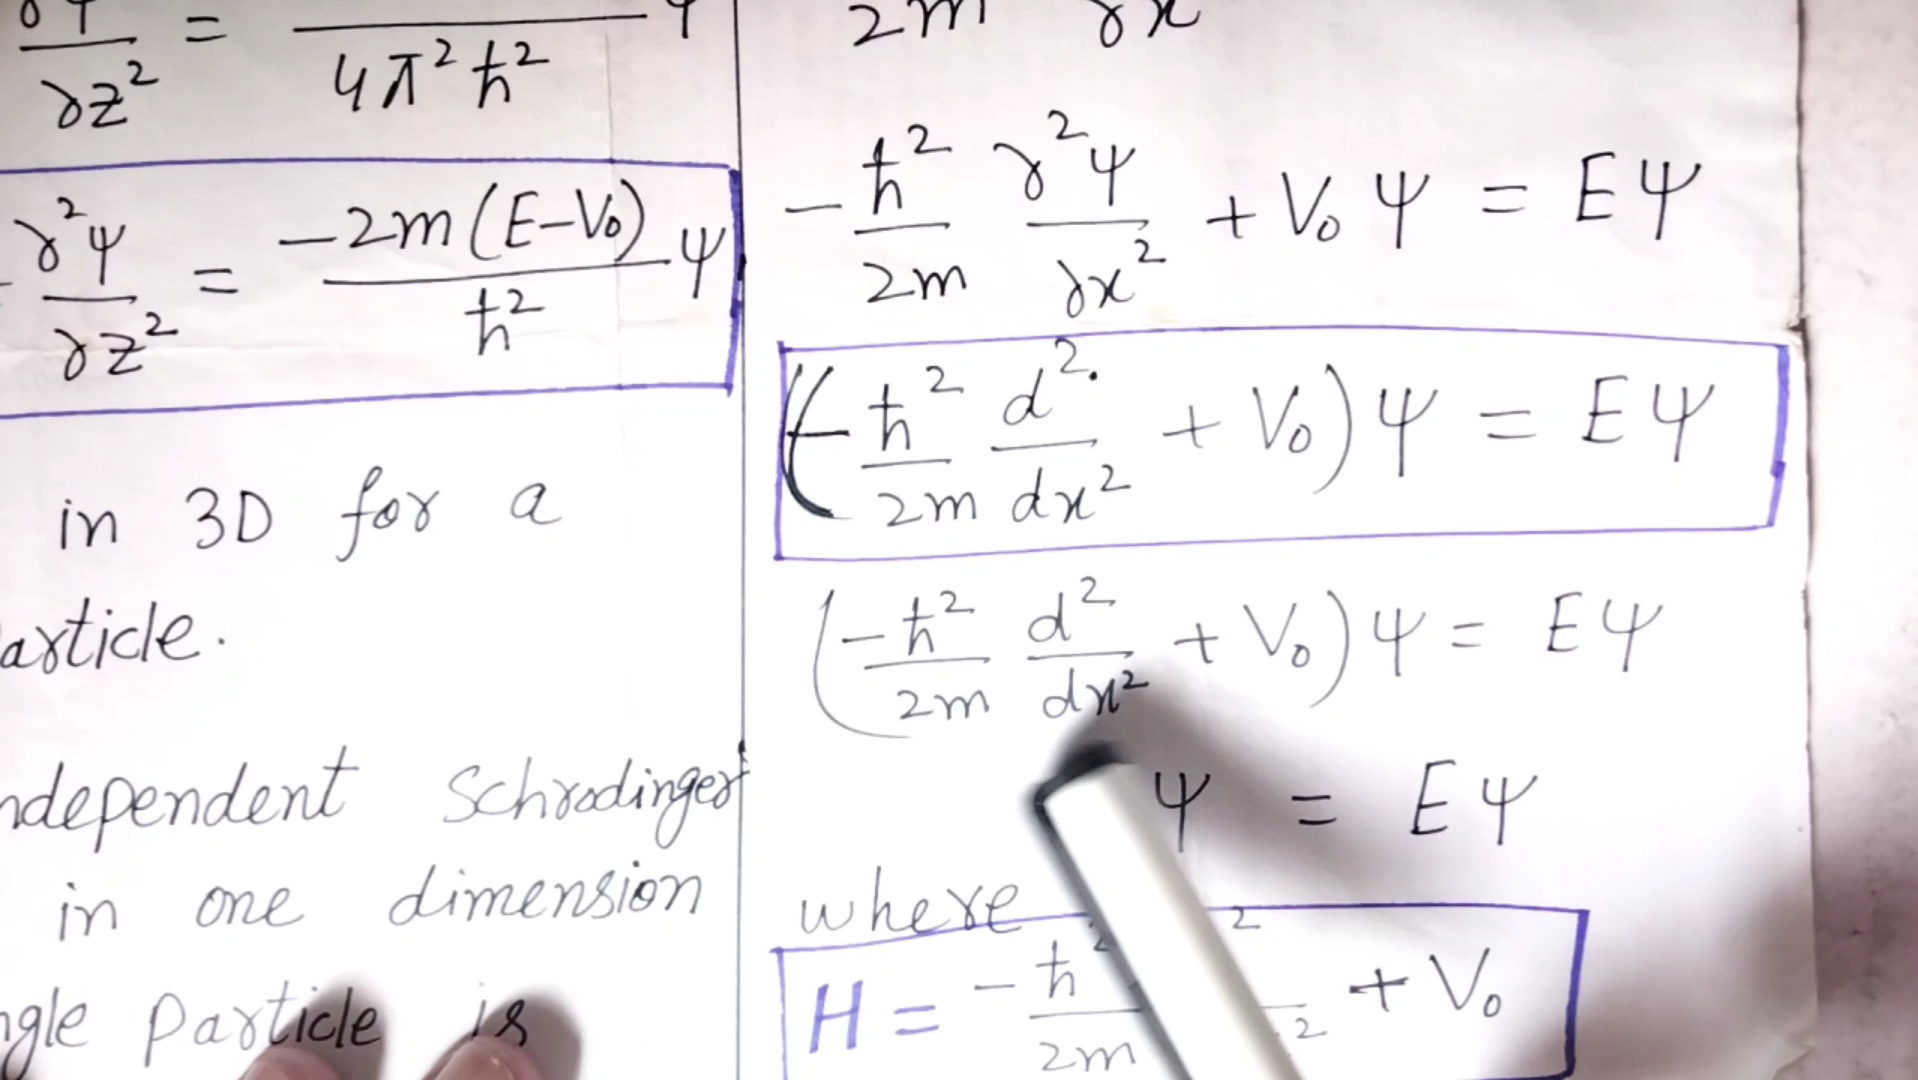 ∂z² = 4π²ħ²
∂²ψ/∂z² = -2m(E-V₀)/ħ² ψ
in 3D for a
article.
ndependent Schrodinger
in one dimension
ngle Particle is
2m ∂x
-ħ²/2m ∂²ψ/∂x² + V₀ψ = Eψ
(-ħ²/2m d²/dx² + V₀)ψ = Eψ
(-ħ²/2m d²/dx² + V₀)ψ = Eψ
ψ = Eψ
where
H = -ħ²/2m ² ² + V₀